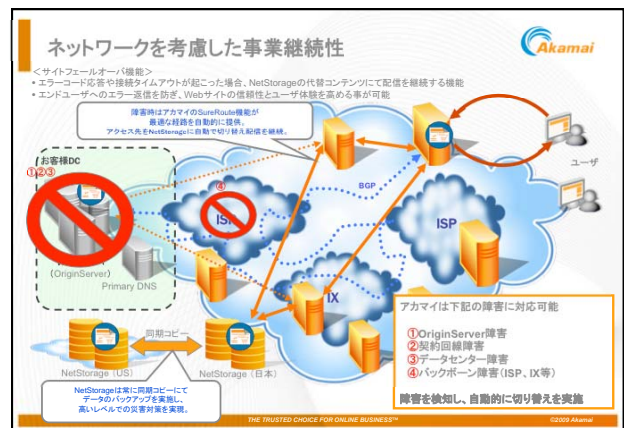 ネットワークを考慮した事業継続性
Akamai
＜サイトフェールオーバ機能＞
• エラーコード応答や接続タイムアウトが起こった場合、NetStorageの代替コンテンツにて配信を継続する機能
• エンドユーザへのエラー返信を防ぎ、Webサイトの信頼性とユーザ体験を高める事が可能
障害時はアカマイのSureRoute機能が
最適な経路を自動的に提供。
アクセス先をNetStorageに自動で切り替え配信を継続。
お客様DC
①②③
④
ISP
BGP
ISP
ユーザ
(OriginServer)
Primary DNS
IX
同期コピー
NetStorage（US）
NetStorage（日本）
NetStorageは常に同期コピーにて
データのバックアップを実施し、
高いレベルでの災害対策を実現。
アカマイは下記の障害に対応可能
①OriginServer障害
②契約回線障害
③データセンター障害
④バックボーン障害(ISP、IX等)
障害を検知し、自動的に切り替えを実施
THE TRUSTED CHOICE FOR ONLINE BUSINESS™
©2009 Akamai